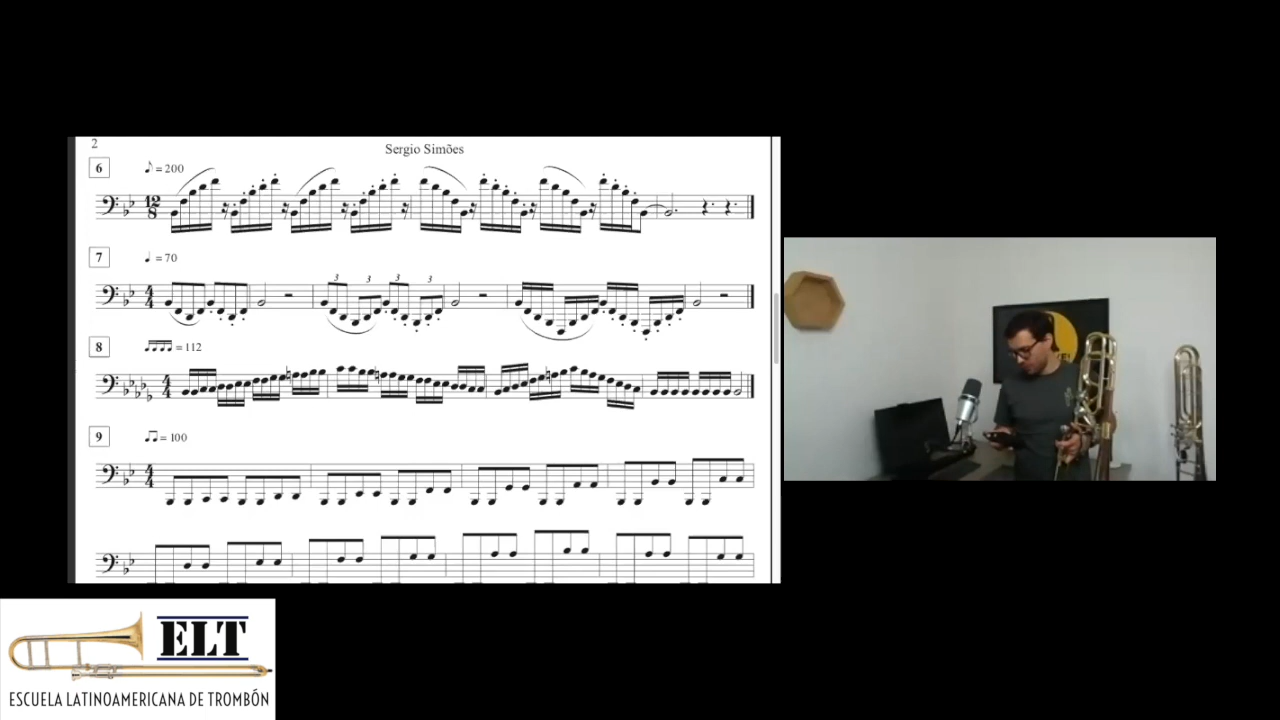 2
Sergio Simões
6
♪ = 200
12
8
7
♩ = 70
4
4
3 3 3 3
8
= 112
4
4
9
♫ = 100
4
4
ELT
ESCUELA LATINOAMERICANA DE TROMBÓN